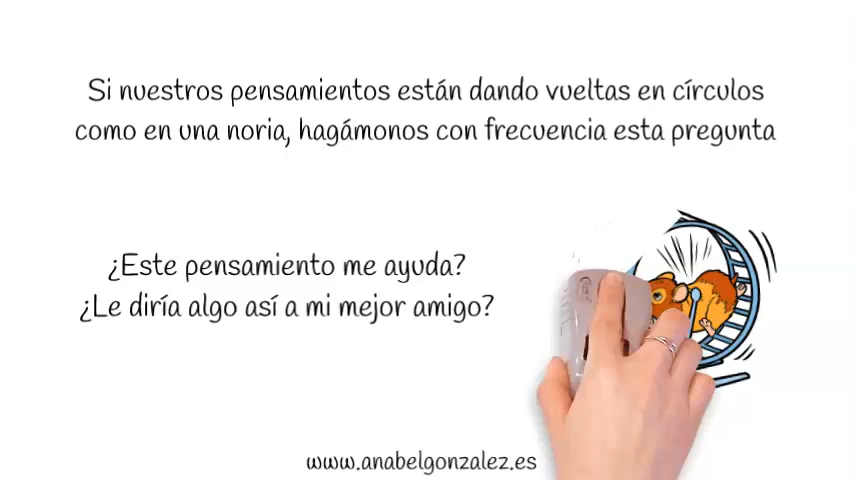 Si nuestros pensamientos están dando vueltas en círculos
como en una noria, hagámonos con frecuencia esta pregunta
¿Este pensamiento me ayuda?
¿Le diría algo así a mi mejor amigo?
www.anabelgonzalez.es